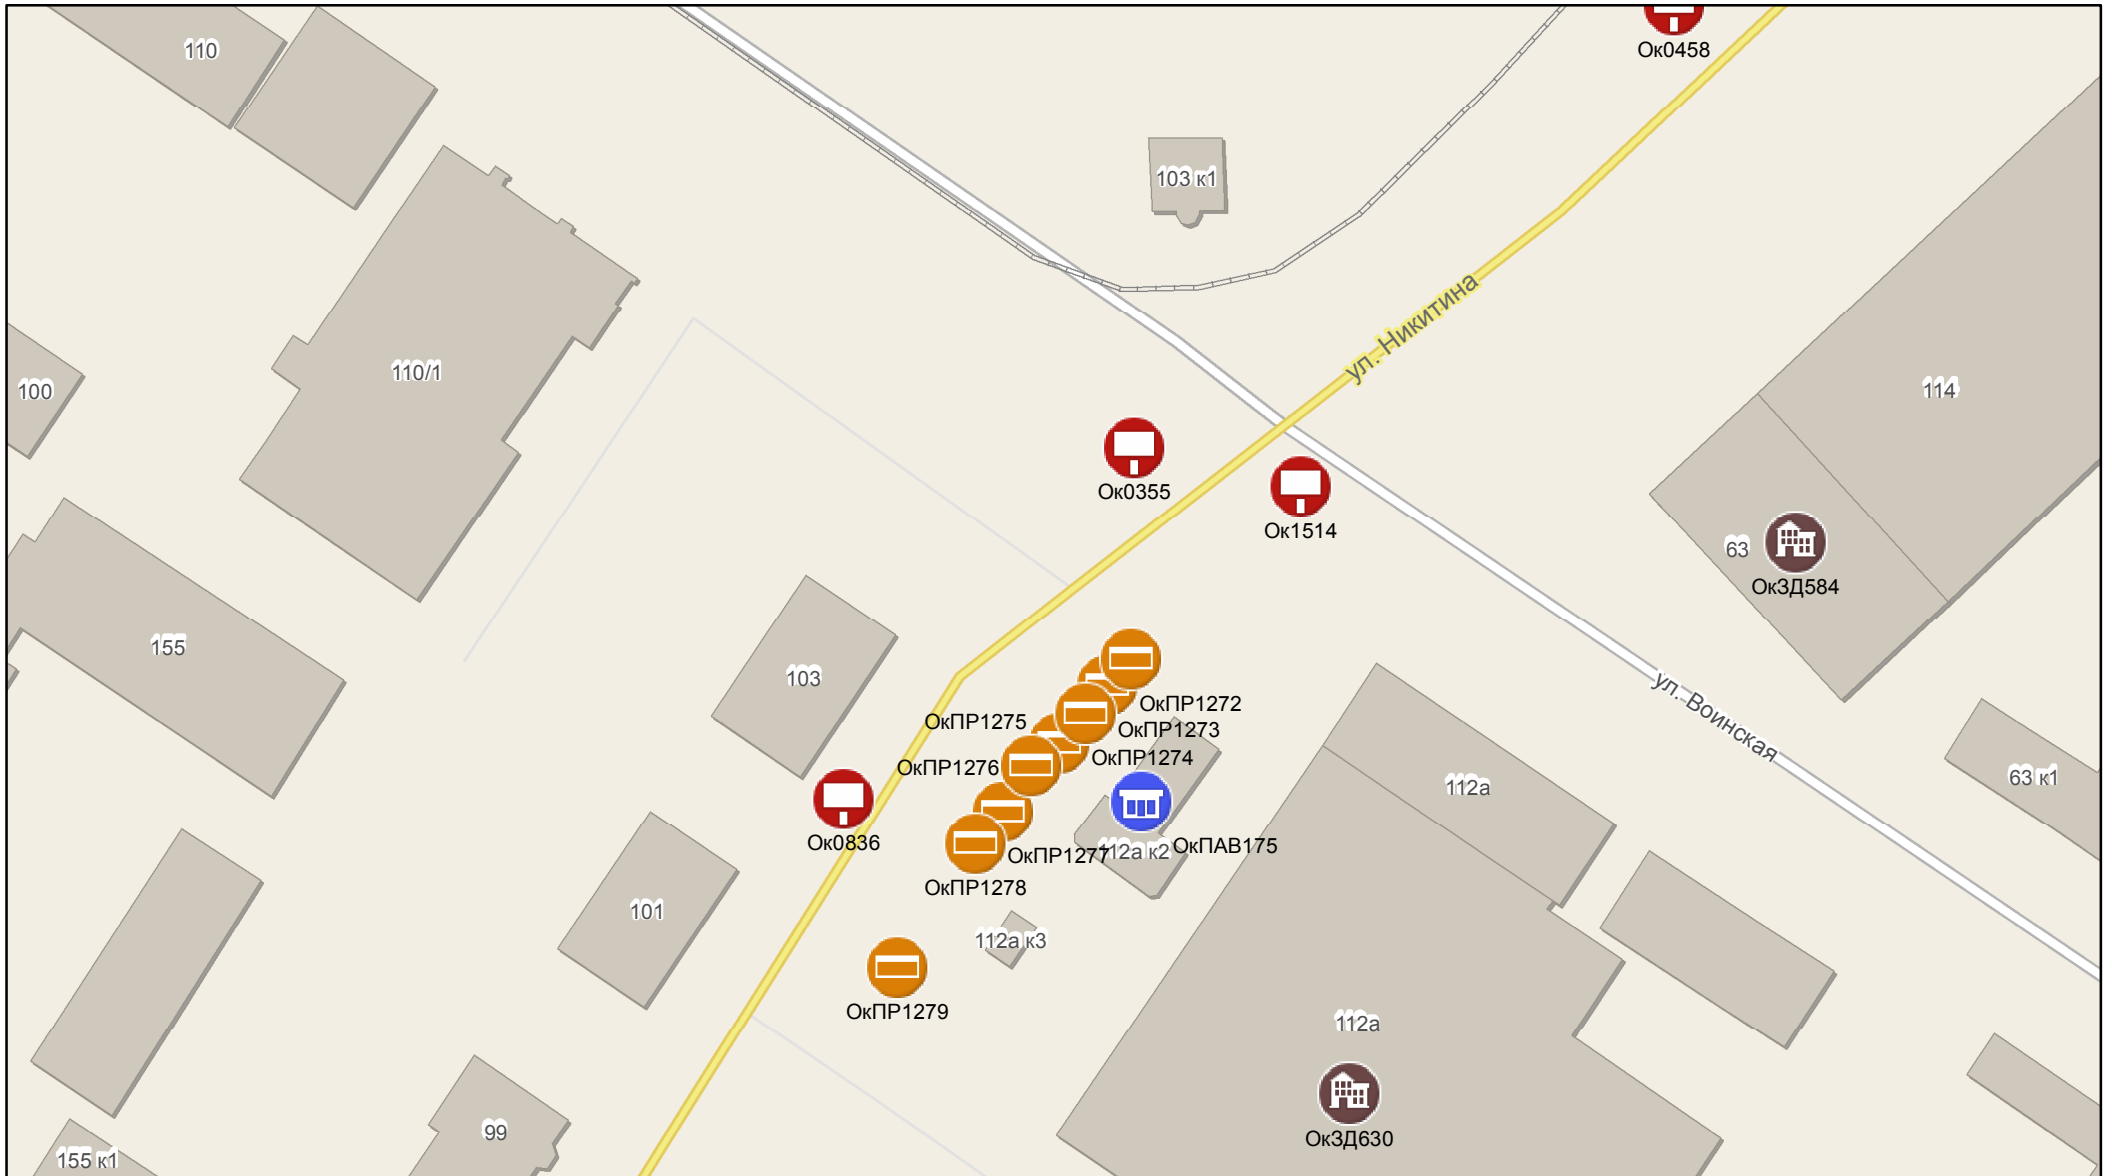 110
Ок0458
103 к1
ул. Никитина
110/1
100
114
Ок0355
Ок1514
63
ОкЗД584
155
103
ОкПР1272
ОкПР1275
ОкПР1273
ОкПР1274
ОкПР1276
ул. Воинская
63 к1
112а
Ок0836
112а к2
ОкПАВ175
ОкПР1277
ОкПР1278
101
112а к3
ОкПР1279
112а
99
ОкЗД630
155 к1